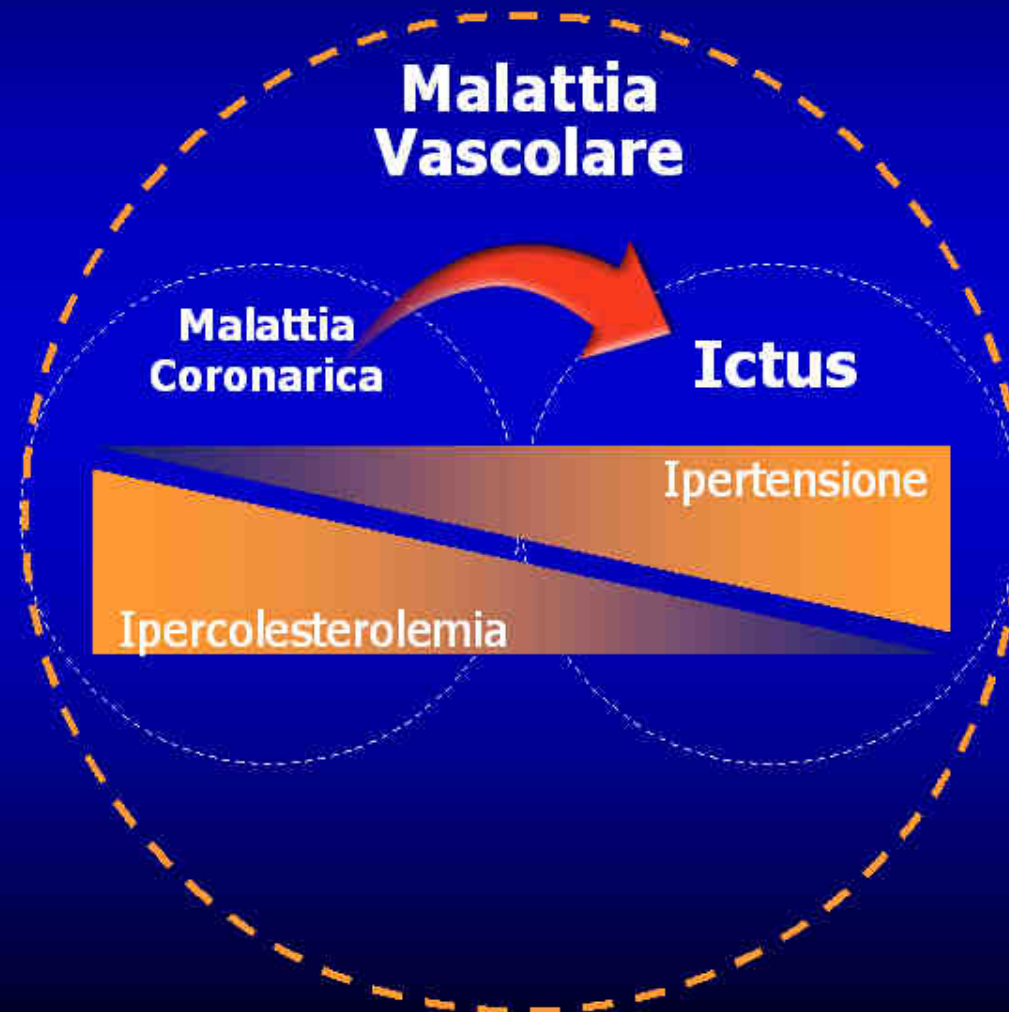 Malattia
Vascolare
Malattia
Coronarica
Ictus
Ipertensione
Ipercolesterolemia